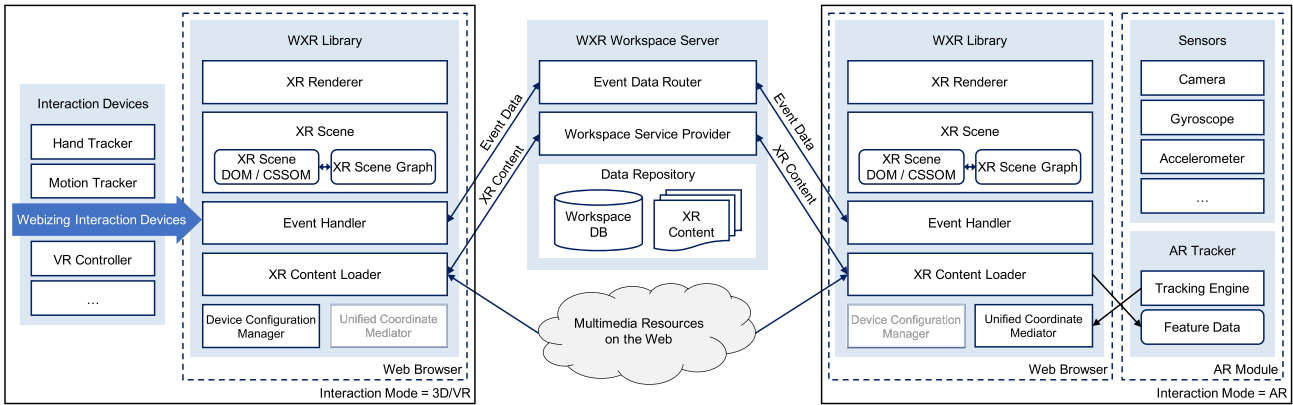 Interaction Devices
Hand Tracker
Motion Tracker
Webizing Interaction Devices
VR Controller
...
WXR Library
XR Renderer
XR Scene
XR Scene
DOM / CSSOM
XR Scene Graph
Event Handler
XR Content Loader
Device Configuration
Manager
Unified Coordinate
Mediator
Web Browser
Interaction Mode = 3D/VR
Event Data
XR Content
WXR Workspace Server
Event Data Router
Workspace Service Provider
Data Repository
Workspace
DB
XR
Content
Multimedia Resources
on the Web
Event Data
XR Content
WXR Library
XR Renderer
XR Scene
XR Scene
DOM / CSSOM
XR Scene Graph
Event Handler
XR Content Loader
Device Configuration
Manager
Unified Coordinate
Mediator
Web Browser
Sensors
Camera
Gyroscope
Accelerometer
...
AR Tracker
Tracking Engine
Feature Data
AR Module
Interaction Mode = AR